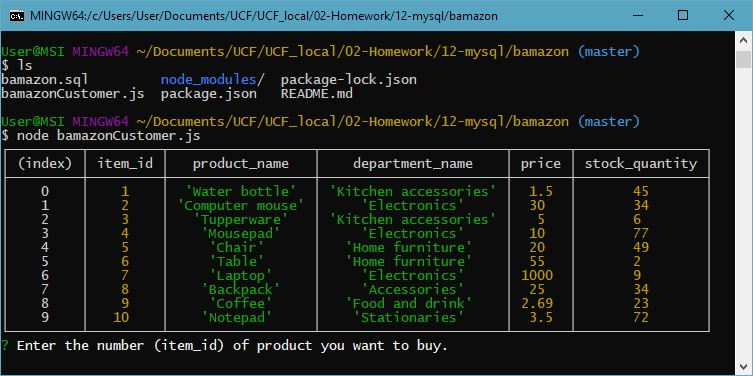 MINGW64:/c/Users/User/Documents/UCF/UCF_local/02-Homework/12-mysql/bamazon
User@MSI MINGW64 ~/Documents/UCF/UCF_local/02-Homework/12-mysql/bamazon (master)
$ ls
bamazon.sql node_modules/ package-lock.json
bamazonCustomer.js package.json README.md
User@MSI MINGW64 ~/Documents/UCF/UCF_local/02-Homework/12-mysql/bamazon (master)
$ node bamazonCustomer.js
(index) item_id product_name department_name price stock_quantity
0 1 'Water bottle' 'Kitchen accessories' 1.5 45
1 2 'Computer mouse' 'Electronics' 30 34
2 3 'Tupperware' 'Kitchen accessories' 5 6
3 4 'Mousepad' 'Electronics' 10 77
4 5 'Chair' 'Home furniture' 20 49
5 6 'Table' 'Home furniture' 55 2
6 7 'Laptop' 'Electronics' 1000 9
7 8 'Backpack' 'Accessories' 25 34
8 9 'Coffee' 'Food and drink' 2.69 23
9 10 'Notepad' 'Stationaries' 3.5 72
? Enter the number (item_id) of product you want to buy.